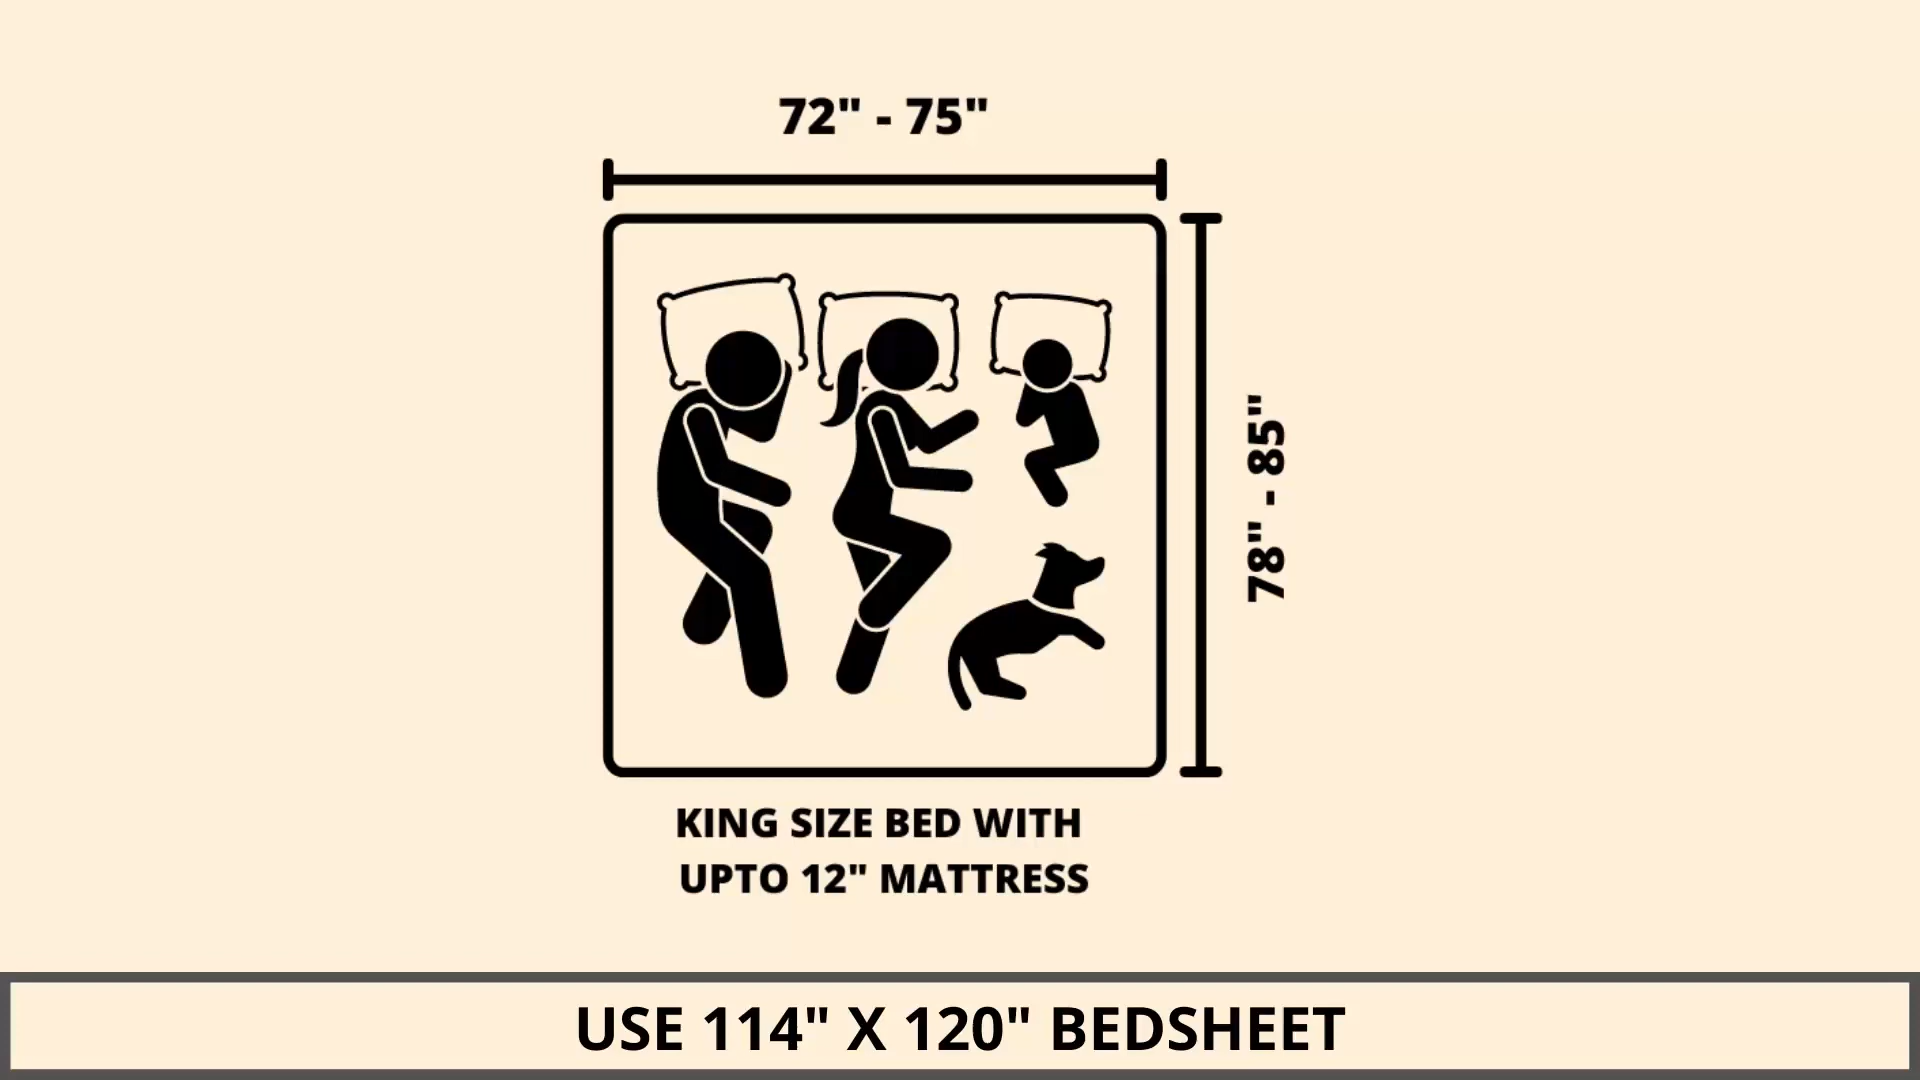 72" - 75"
78" - 85"
KING SIZE BED WITH
UPTO 12" MATTRESS
USE 114" X 120" BEDSHEET